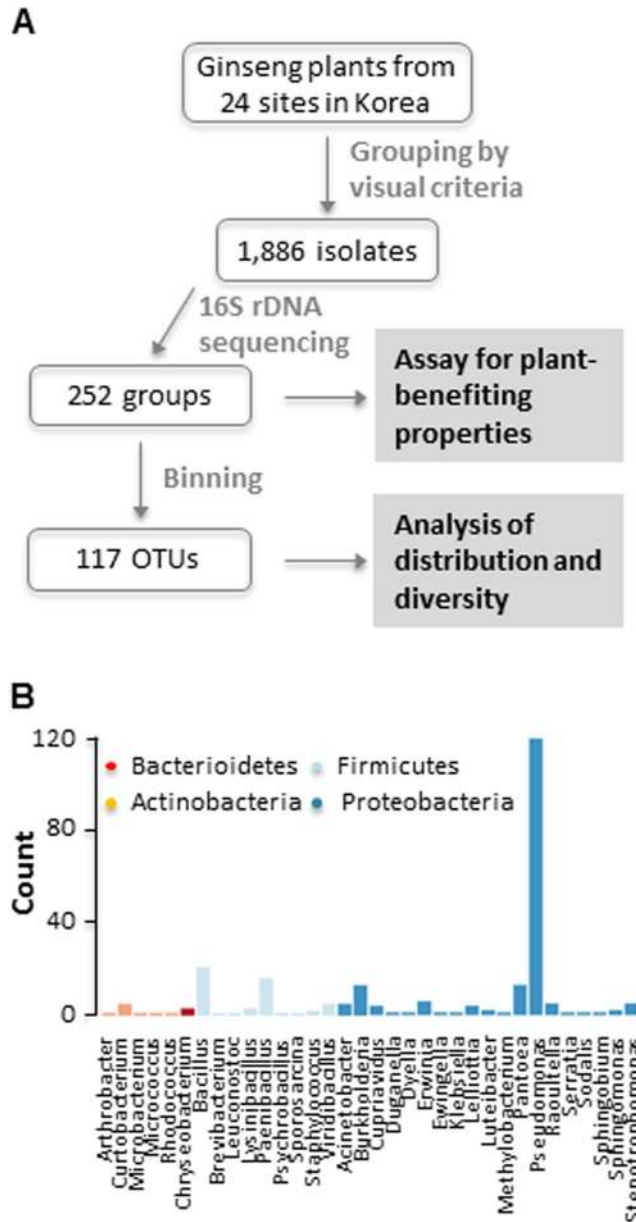 A
Ginseng plants from
24 sites in Korea
Grouping by
visual criteria
1,886 isolates
16S rDNA
sequencing
252 groups
Assay for plant-
benefiting
properties
Binning
117 OTUs
Analysis of
distribution and
diversity
B
120
80
40
0
Count
Bacterioidetes
Firmicutes
Actinobacteria
Proteobacteria
Arthrobacter
Curtobacterium
Microbacterium
Micrococcus
Rhodococcus
Chryseobacterium
Bacillus
Brevibacterium
Leuconostoc
Lysinibacillus
Paenibacillus
Psychrobacillus
Sporosarcina
Staphylococcus
Viridibacillus
Acinetobacter
Burkholderia
Cupriavidus
Duganella
Dyella
Erwinia
Ewingella
Klebsiella
Lelliottia
Luteibacter
Methylobacterium
Pantoea
Pseudomonas
Raoultella
Serratia
Sodalis
Sphingobium
Sphingomonas
Stenotrophomonas